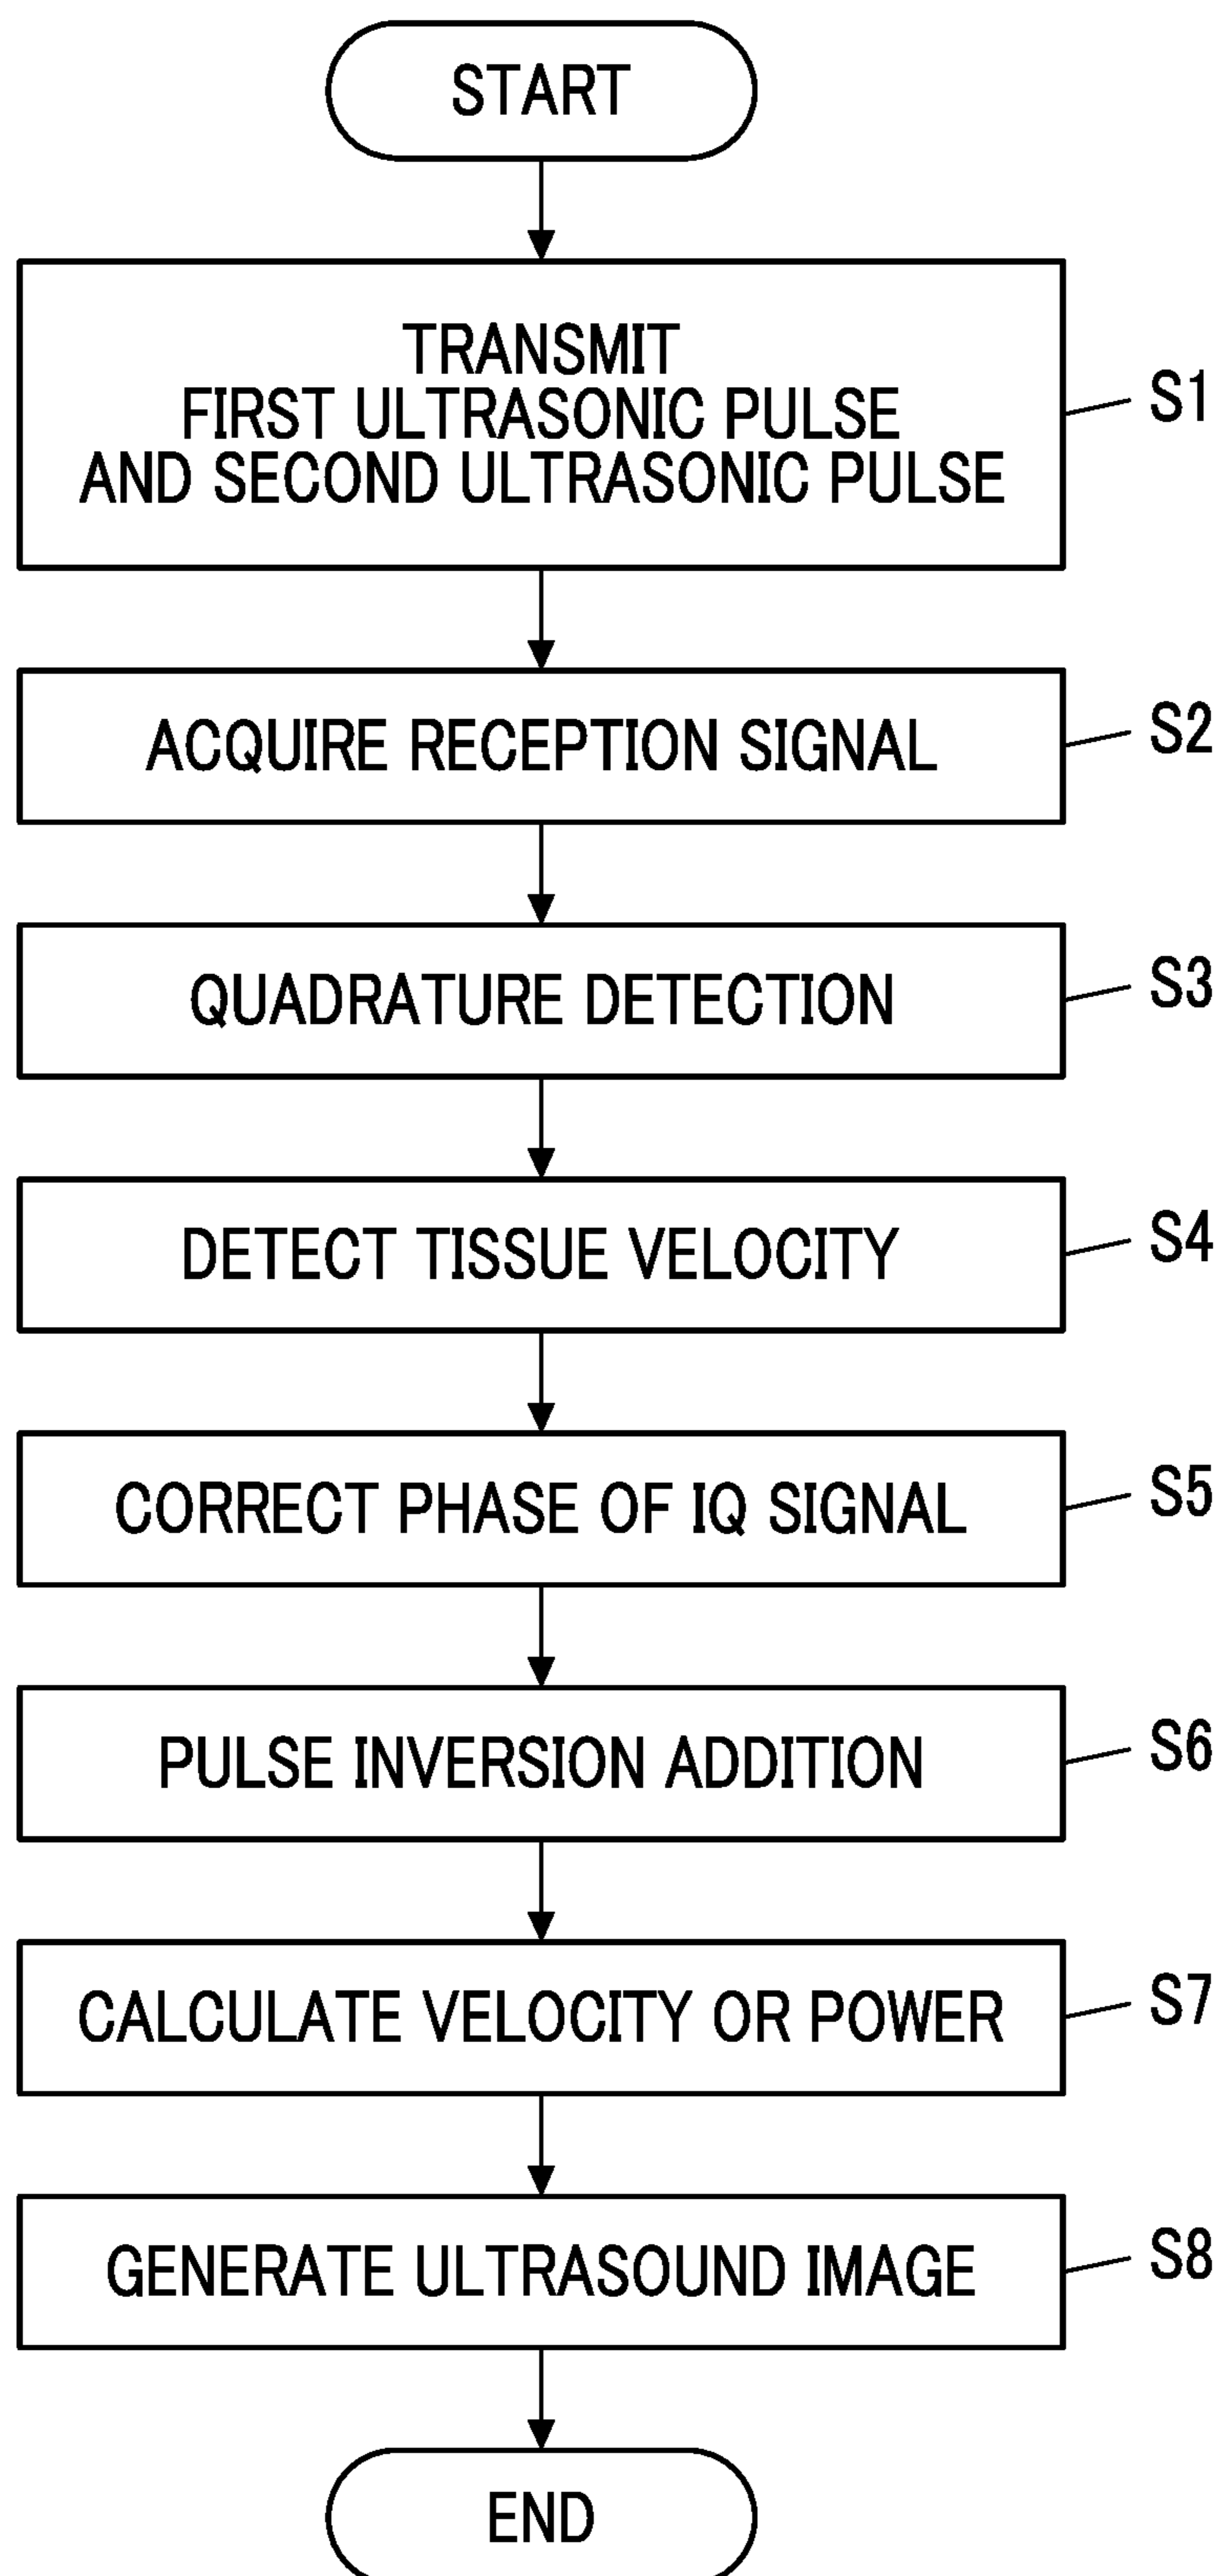 START
TRANSMIT
FIRST ULTRASONIC PULSE
AND SECOND ULTRASONIC PULSE
S1
ACQUIRE RECEPTION SIGNAL
S2
QUADRATURE DETECTION
S3
DETECT TISSUE VELOCITY
S4
CORRECT PHASE OF IQ SIGNAL
S5
PULSE INVERSION ADDITION
S6
CALCULATE VELOCITY OR POWER
S7
GENERATE ULTRASOUND IMAGE
S8
END